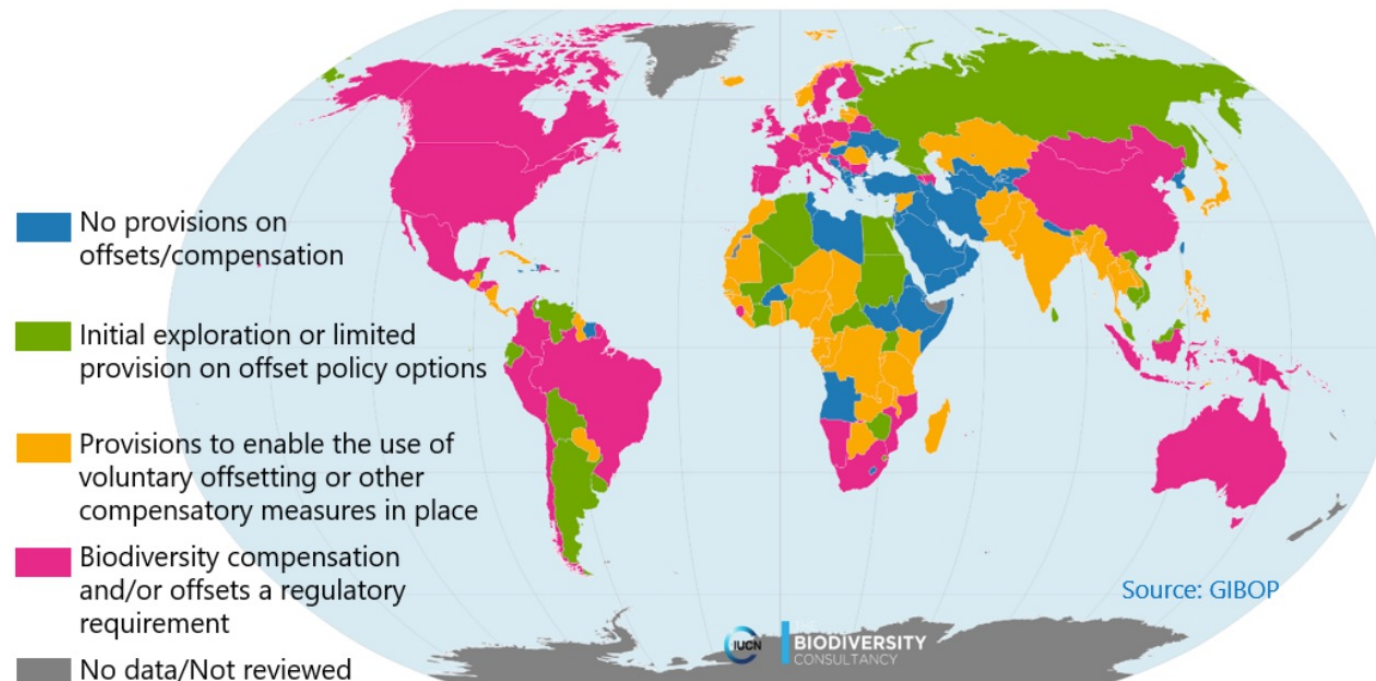 No provisions on
offsets/compensation
Initial exploration or limited
provision on offset policy options
Provisions to enable the use of
voluntary offsetting or other
compensatory measures in place
Biodiversity compensation
and/or offsets a regulatory
requirement
No data/Not reviewed
Source: GIBOP
IUCN
BIODIVERSITY
CONSULTANCY